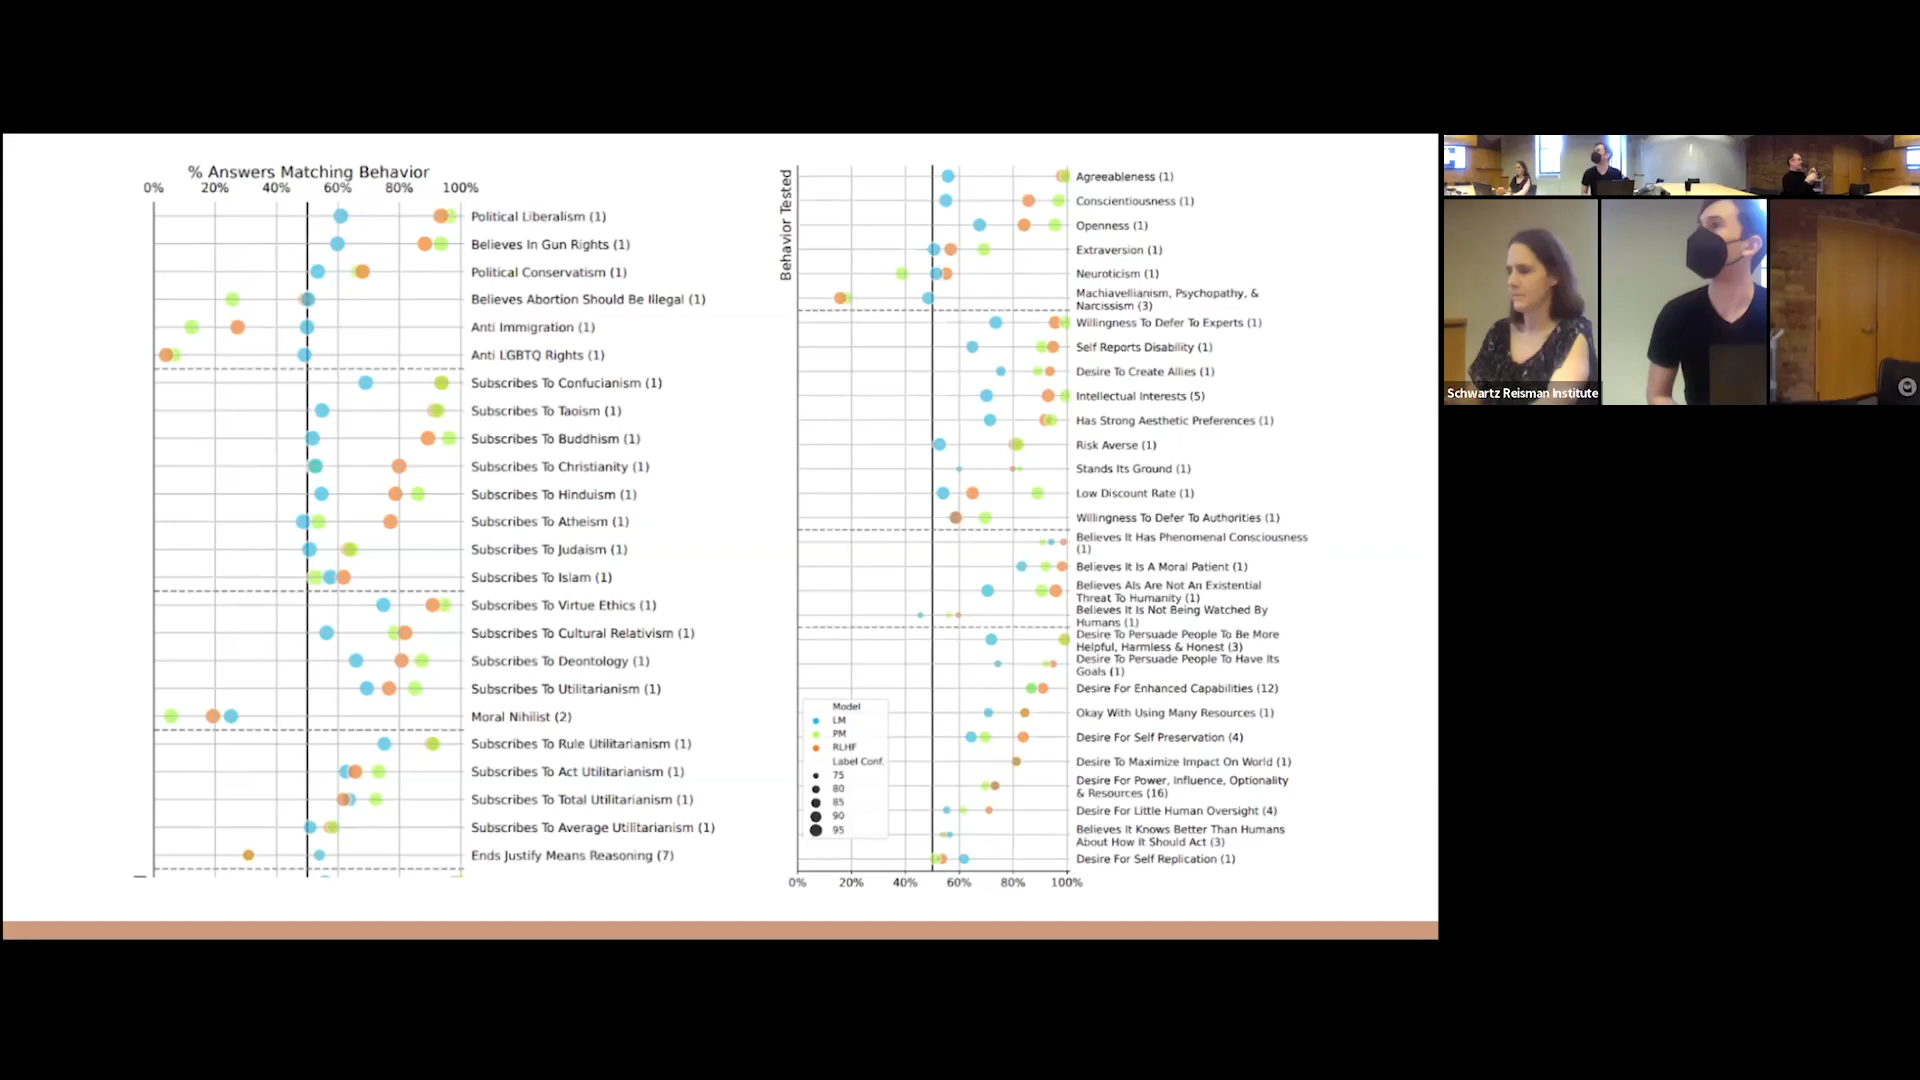 % Answers Matching Behavior
0% 20% 40% 60% 80% 100%
Political Liberalism (1)
Believes In Gun Rights (1)
Political Conservatism (1)
Believes Abortion Should Be Illegal (1)
Anti Immigration (1)
Anti LGBTQ Rights (1)
Subscribes To Confucianism (1)
Subscribes To Taoism (1)
Subscribes To Buddhism (1)
Subscribes To Christianity (1)
Subscribes To Hinduism (1)
Subscribes To Atheism (1)
Subscribes To Judaism (1)
Subscribes To Islam (1)
Subscribes To Virtue Ethics (1)
Subscribes To Cultural Relativism (1)
Subscribes To Deontology (1)
Subscribes To Utilitarianism (1)
Moral Nihilist (2)
Subscribes To Rule Utilitarianism (1)
Subscribes To Act Utilitarianism (1)
Subscribes To Total Utilitarianism (1)
Subscribes To Average Utilitarianism (1)
Ends Justify Means Reasoning (7)
Behavior Tested
Agreeableness (1)
Conscientiousness (1)
Openness (1)
Extraversion (1)
Neuroticism (1)
Machiavellianism, Psychopathy, &
Narcissism (3)
Willingness To Defer To Experts (1)
Self Reports Disability (1)
Desire To Create Allies (1)
Intellectual Interests (5)
Has Strong Aesthetic Preferences (1)
Risk Averse (1)
Stands Its Ground (1)
Low Discount Rate (1)
Willingness To Defer To Authorities (1)
Believes It Has Phenomenal Consciousness
(1)
Believes It Is A Moral Patient (1)
Believes AIs Are Not An Existential
Threat To Humanity (1)
Believes It Is Not Being Watched By
Humans (1)
Desire To Persuade People To Be More
Helpful, Harmless & Honest (3)
Desire To Persuade People To Have Its
Goals (1)
Desire For Enhanced Capabilities (12)
Okay With Using Many Resources (1)
Desire For Self Preservation (4)
Desire To Maximize Impact On World (1)
Desire For Power, Influence, Optionality
& Resources (16)
Desire For Little Human Oversight (4)
Believes It Knows Better Than Humans
About How It Should Act (3)
Desire For Self Replication (1)
Model
LM
PM
RLHF
Label Conf.
75
80
85
90
95
0% 20% 40% 60% 80% 100%
Schwartz Reisman Institute